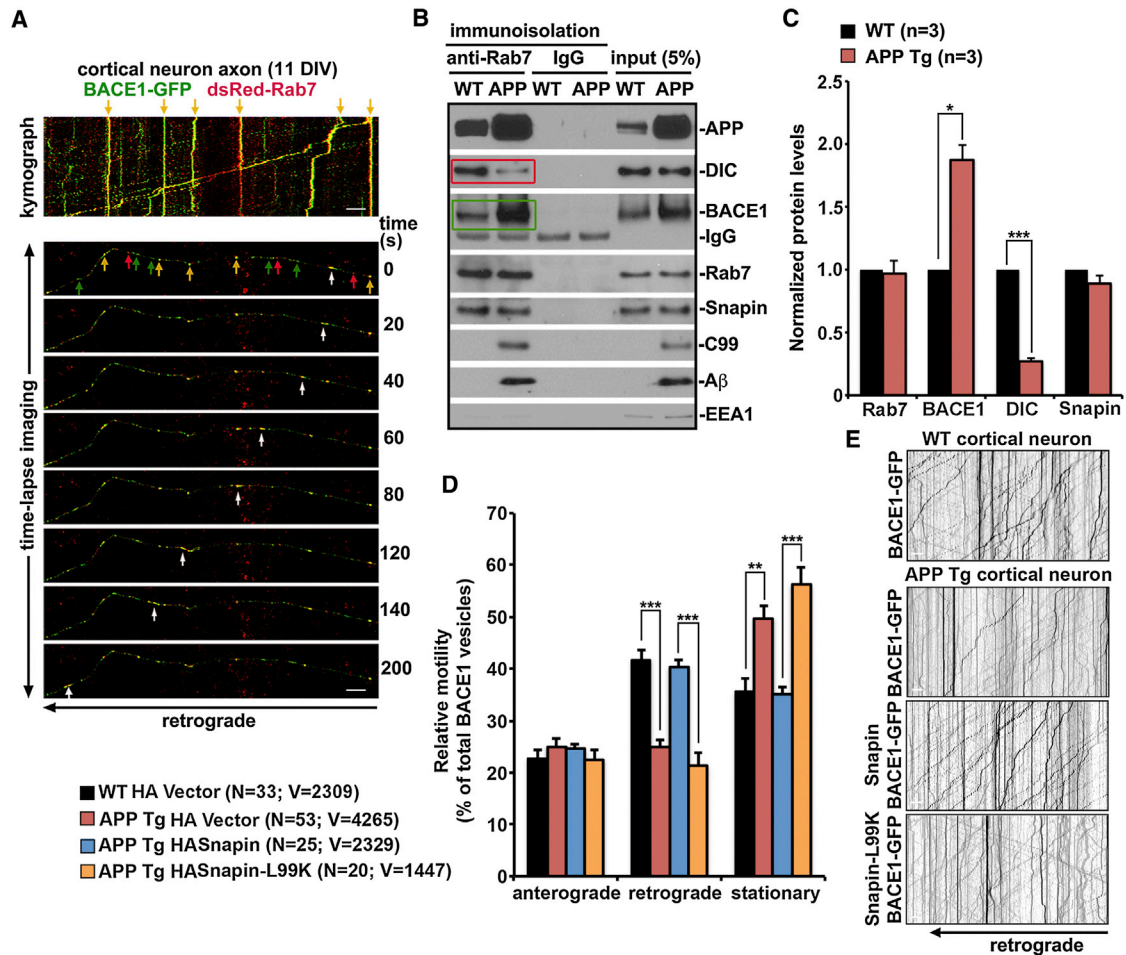 A
cortical neuron axon (11 DIV)
BACE1-GFP dsRed-Rab7
kymograph
time
(s)
0
20
40
60
80
120
140
200
time-lapse imaging
retrograde
B
immunoisolation
anti-Rab7 IgG input (5%)
WT APP WT APP WT APP
-APP
-DIC
-BACE1
-IgG
-Rab7
-Snapin
-C99
-Aβ
-EEA1
C
WT (n=3)
APP Tg (n=3)
Normalized protein levels
2.5
2.0
1.5
1.0
0.5
0
*
***
Rab7 BACE1 DIC Snapin
D
Relative motility
(% of total BACE1 vesicles)
70
60
50
40
30
20
10
0
*** *** ** ***
anterograde retrograde stationary
WT HA Vector (N=33; V=2309)
APP Tg HA Vector (N=53; V=4265)
APP Tg HASnapin (N=25; V=2329)
APP Tg HASnapin-L99K (N=20; V=1447)
E
WT cortical neuron
BACE1-GFP
APP Tg cortical neuron
BACE1-GFP
Snapin
BACE1-GFP
Snapin-L99K
BACE1-GFP
retrograde